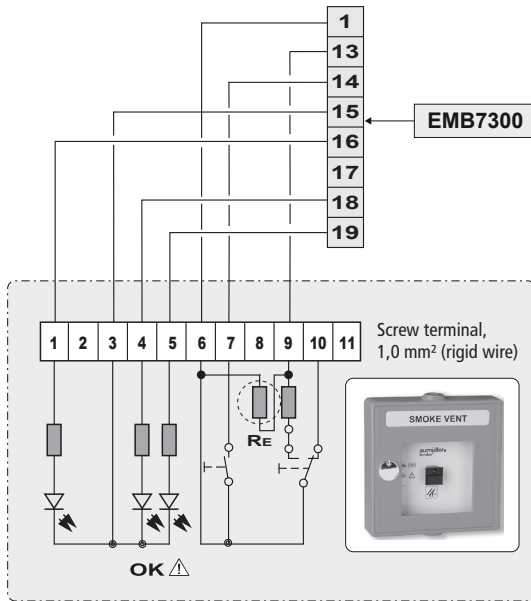 1
13
14
15
EMB7300
16
17
18
19
1 2 3 4 5 6 7 8 9 10 11
Screw terminal,
1,0 mm² (rigid wire)
RE
OK
SMOKE VENT
aumüller